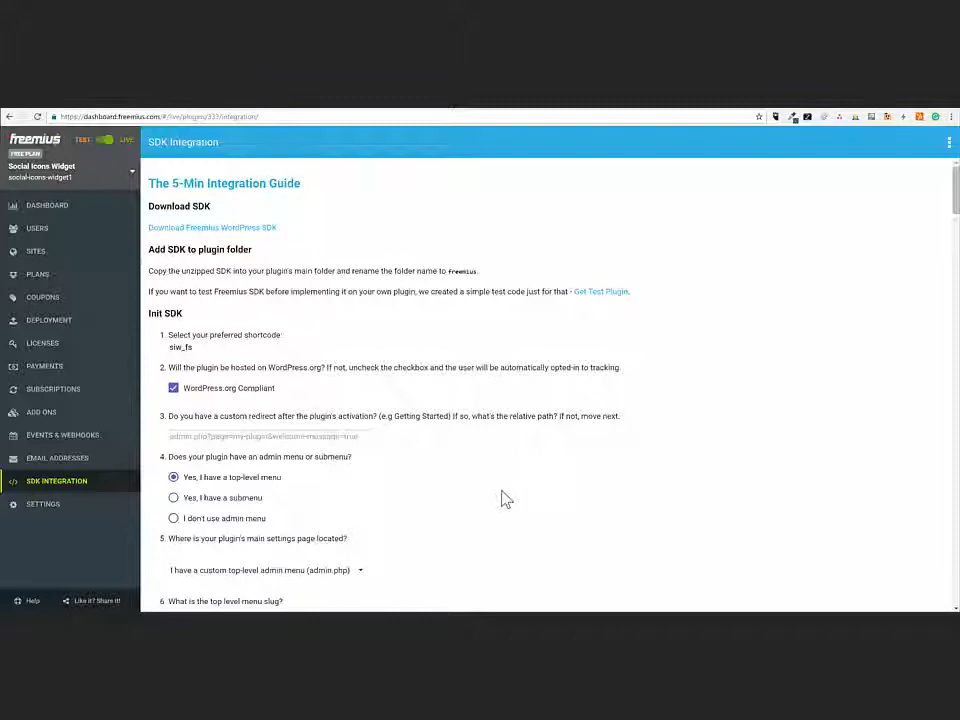 https://dashboard.freemius.com/#/live/plugins/337/integration/
freemius
TEST
LIVE
FREE PLAN
Social Icons Widget
social-icons-widget1
DASHBOARD
USERS
SITES
PLANS
COUPONS
DEPLOYMENT
LICENSES
PAYMENTS
SUBSCRIPTIONS
ADD ONS
EVENTS & WEBHOOKS
EMAIL ADDRESSES
SDK INTEGRATION
SETTINGS
Help
Like it? Share it!
SDK Integration
The 5-Min Integration Guide
Download SDK
Download Freemius WordPress SDK
Add SDK to plugin folder
Copy the unzipped SDK into your plugin's main folder and rename the folder name to freemius.
If you want to test Freemius SDK before implementing it on your own plugin, we created a simple test code just for that - Get Test Plugin.
Init SDK
1. Select your preferred shortcode:
siw_fs
2. Will the plugin be hosted on WordPress.org? If not, uncheck the checkbox and the user will be automatically opted-in to tracking.
WordPress.org Compliant
3. Do you have a custom redirect after the plugin's activation? (e.g Getting Started) if so, what's the relative path? If not, move next.
admin.php?page=my-plugin&welcome-message=true
4. Does your plugin have an admin menu or submenu?
Yes, I have a top-level menu
Yes, I have a submenu
I don't use admin menu
5. Where is your plugin's main settings page located?
I have a custom top-level admin menu (admin.php)
6 What is the top level menu slug?